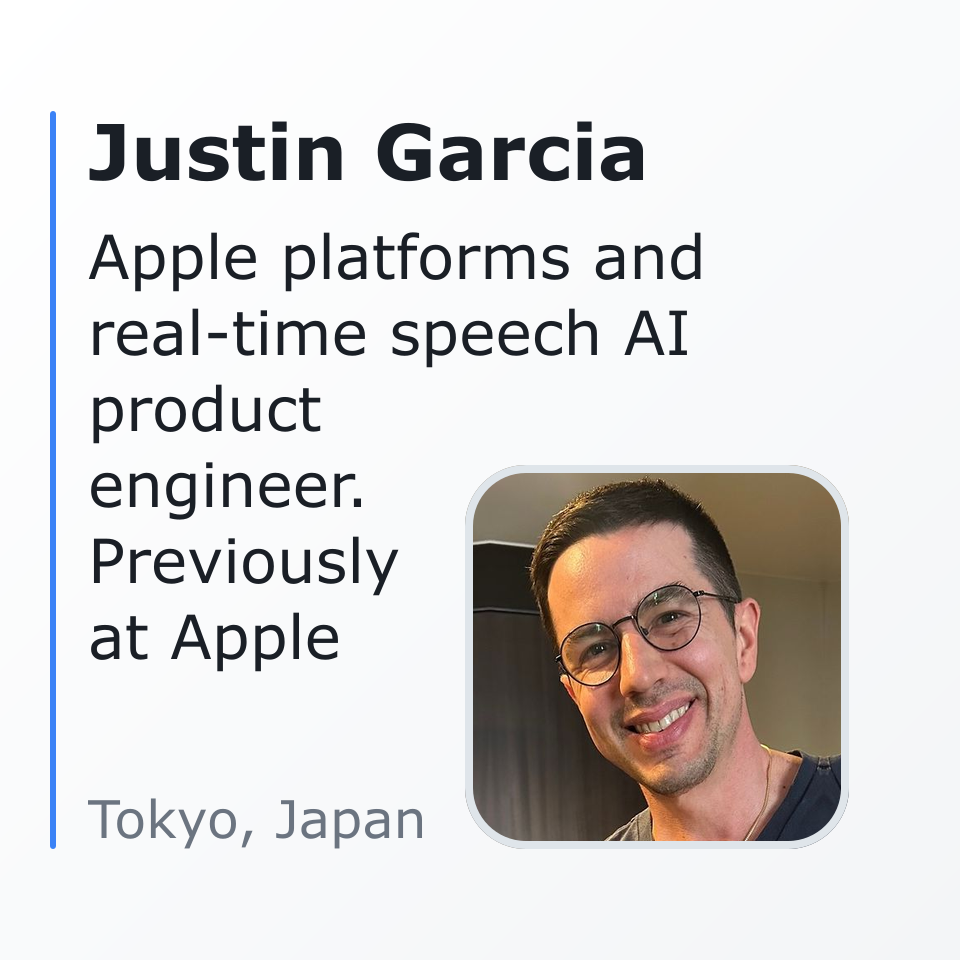 Justin Garcia
Apple platforms and
real-time speech AI
product
engineer.
Previously
at Apple
Tokyo, Japan